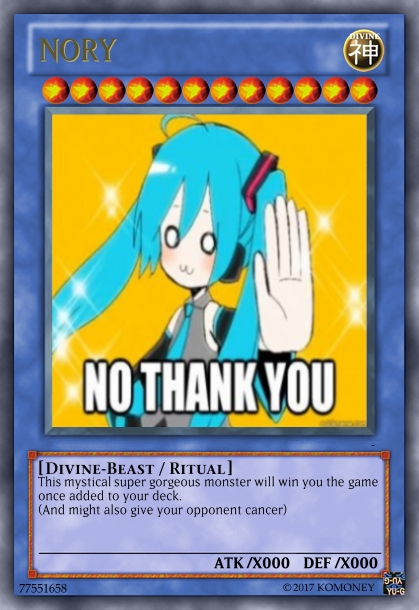 NORY
DIVINE
神
NO THANK YOU
[DIVINE-BEAST / RITUAL]
This mystical super gorgeous monster will win you the game
once added to your deck.
(And might also give your opponent cancer)
ATK/X000 DEF/X000
77551658
©2017 KOMONEY